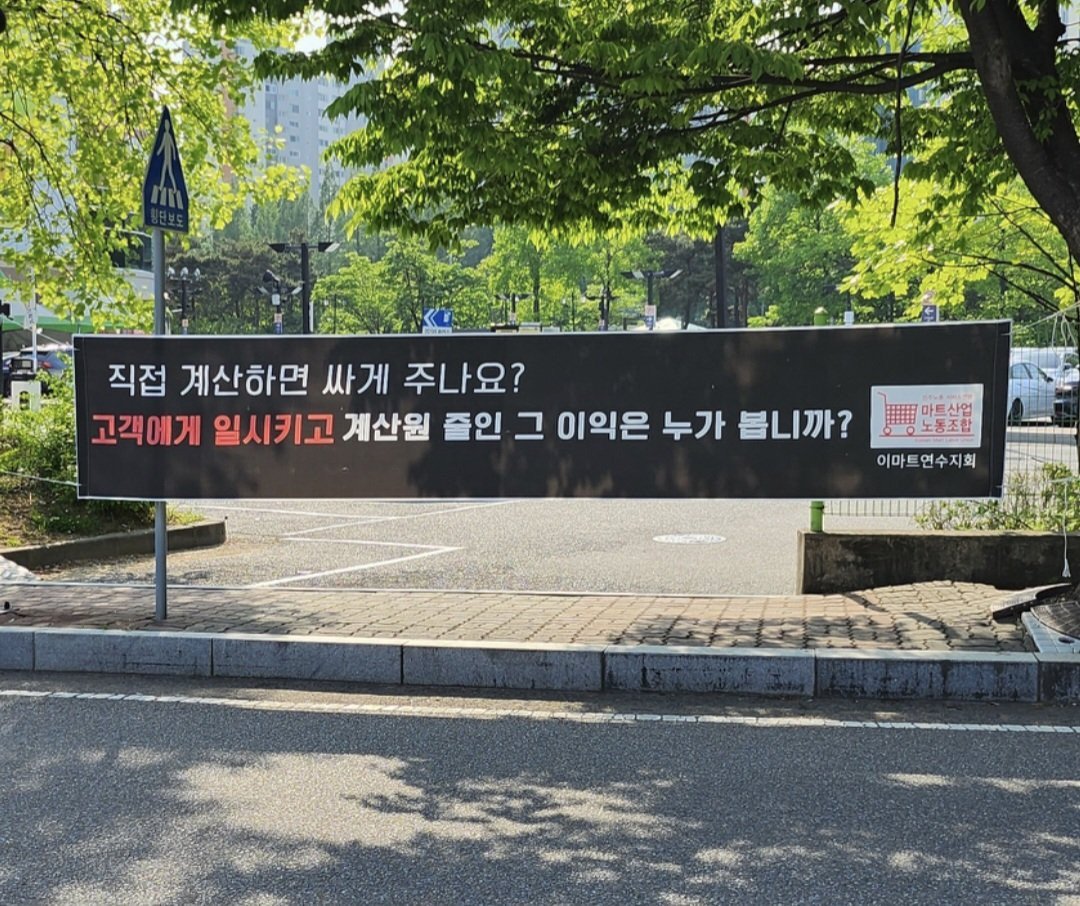 횡단보도
직접 계산하면 싸게 주나요?
고객에게 일시키고 계산원 줄인 그 이익은 누가 봅니까?
마트산업
노동조합
이마트연수지회